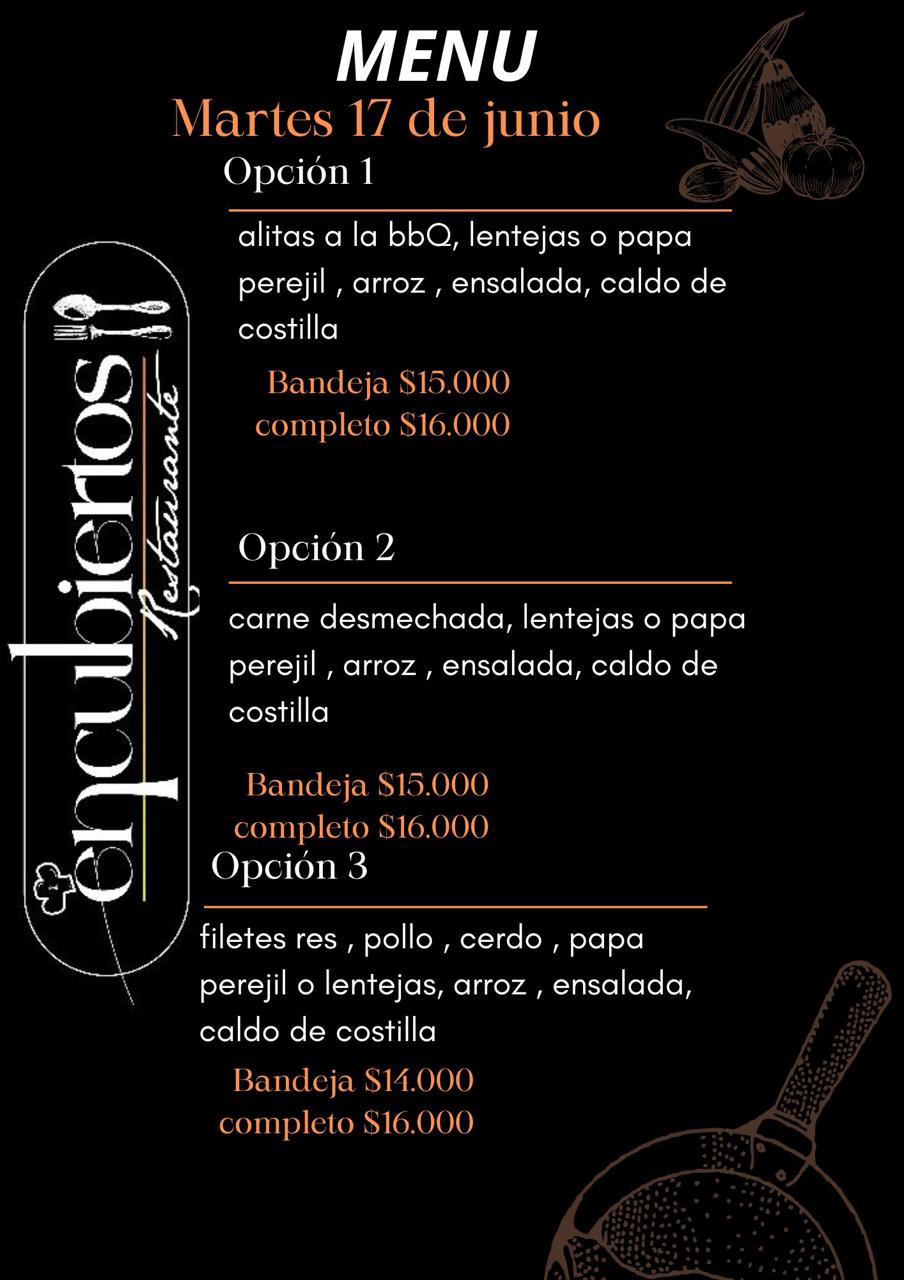 MENU
Martes 17 de junio
Opción 1
alitas a la bbQ, lentejas o papa
perejil , arroz , ensalada, caldo de
costilla
Bandeja $15.000
completo $16.000
encubiertos
Restaurante
Opción 2
carne desmechada, lentejas o papa
perejil , arroz , ensalada, caldo de
costilla
Bandeja $15.000
completo $16.000
Opción 3
filetes res , pollo , cerdo , papa
perejil o lentejas, arroz , ensalada,
caldo de costilla
Bandeja $14.000
completo $16.000